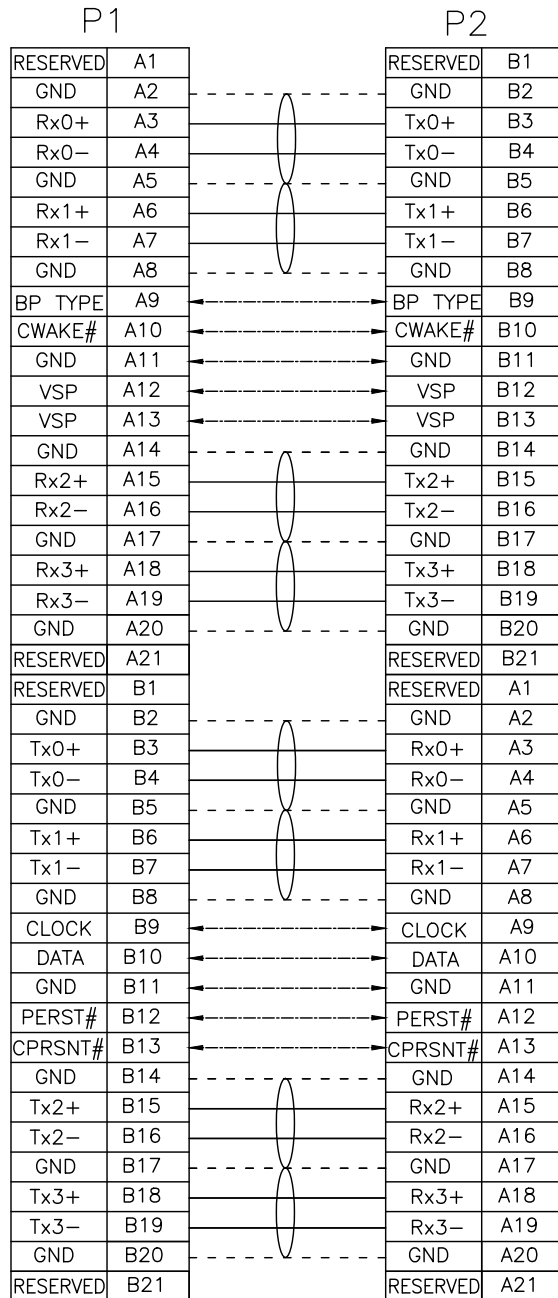 P1 P2
RESERVED A1 RESERVED B1
GND A2 GND B2
Rx0+ A3 Tx0+ B3
Rx0- A4 Tx0- B4
GND A5 GND B5
Rx1+ A6 Tx1+ B6
Rx1- A7 Tx1- B7
GND A8 GND B8
BP TYPE A9 BP TYPE B9
CWAKE# A10 CWAKE# B10
GND A11 GND B11
VSP A12 VSP B12
VSP A13 VSP B13
GND A14 GND B14
Rx2+ A15 Tx2+ B15
Rx2- A16 Tx2- B16
GND A17 GND B17
Rx3+ A18 Tx3+ B18
Rx3- A19 Tx3- B19
GND A20 GND B20
RESERVED A21 RESERVED B21
RESERVED B1 RESERVED A1
GND B2 GND A2
Tx0+ B3 Rx0+ A3
Tx0- B4 Rx0- A4
GND B5 GND A5
Tx1+ B6 Rx1+ A6
Tx1- B7 Rx1- A7
GND B8 GND A8
CLOCK B9 CLOCK A9
DATA B10 DATA A10
GND B11 GND A11
PERST# B12 PERST# A12
CPRSNT# B13 CPRSNT# A13
GND B14 GND A14
Tx2+ B15 Rx2+ A15
Tx2- B16 Rx2- A16
GND B17 GND A17
Tx3+ B18 Rx3+ A18
Tx3- B19 Rx3- A19
GND B20 GND A20
RESERVED B21 RESERVED A21